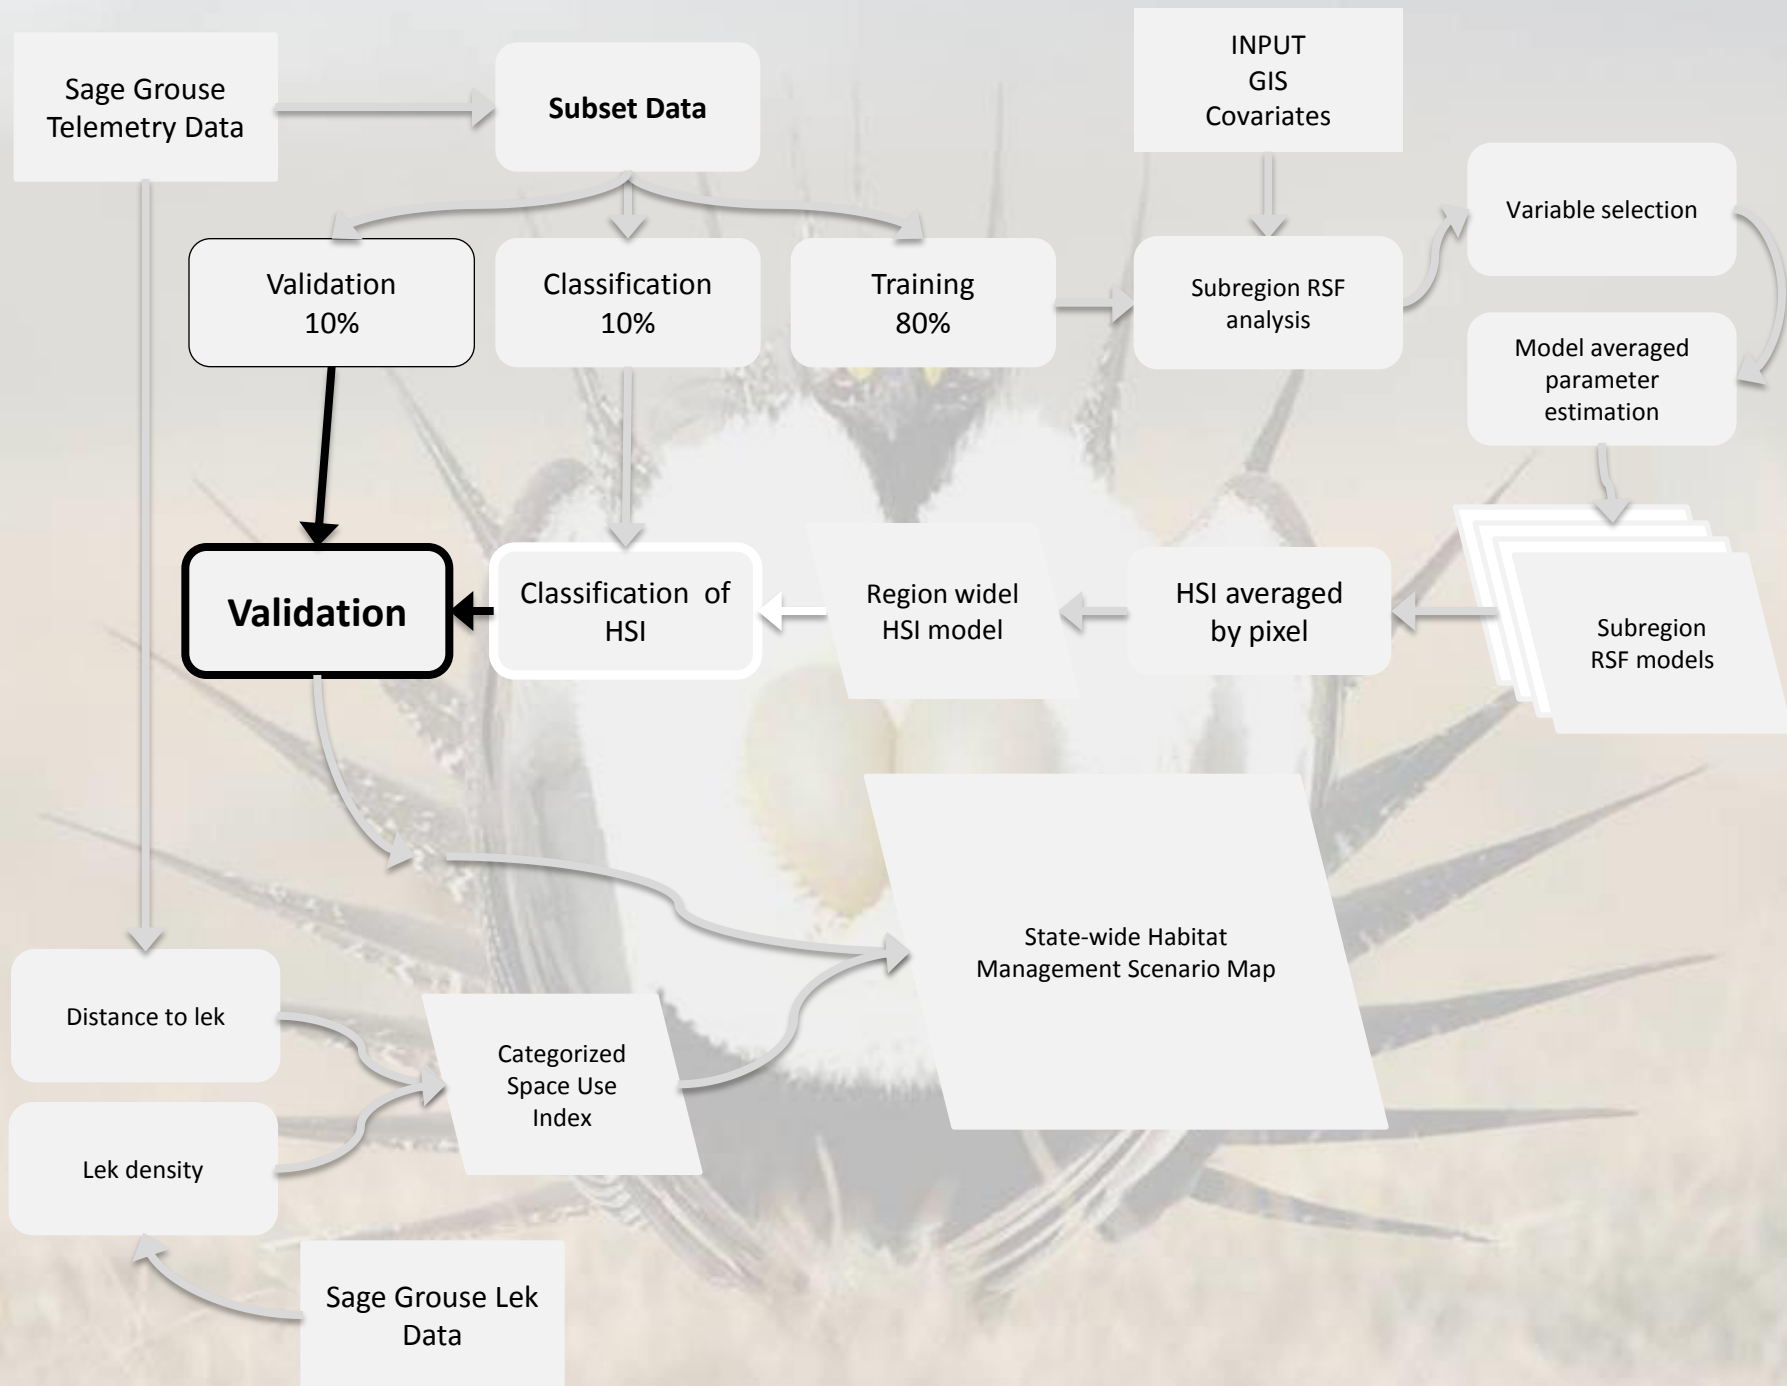 Sage Grouse
Telemetry Data
Subset Data
INPUT
GIS
Covariates
Variable selection
Validation
10%
Classification
10%
Training
80%
Subregion RSF
analysis
Model averaged
parameter
estimation
Validation
Classification of
HSI
Region widel
HSI model
HSI averaged
by pixel
Subregion
RSF models
State-wide Habitat
Management Scenario Map
Distance to lek
Categorized
Space Use
Index
Lek density
Sage Grouse Lek
Data